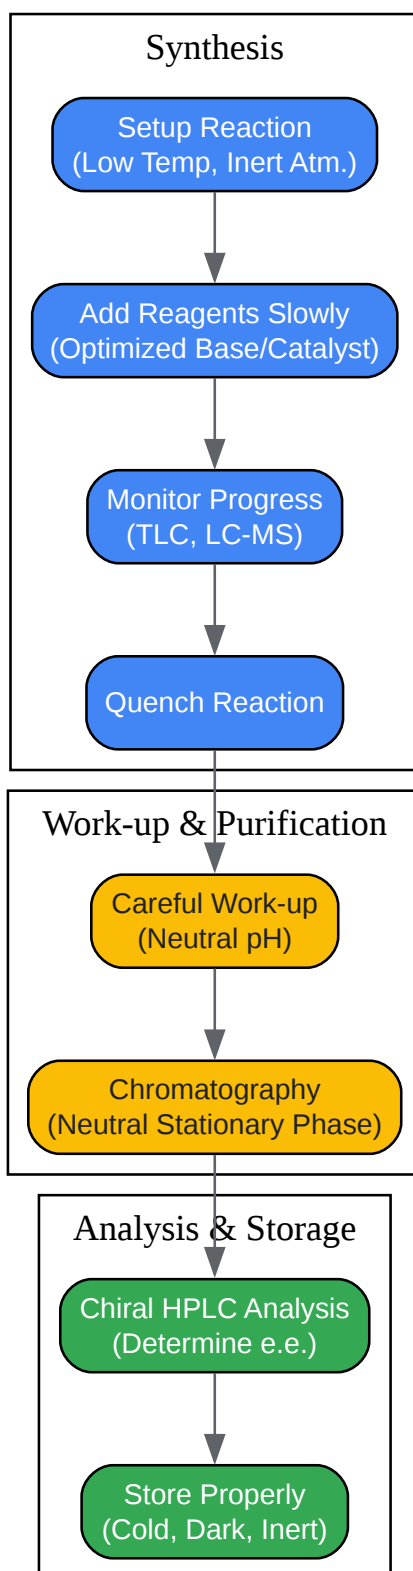 Synthesis
Setup Reaction
(Low Temp, Inert Atm.)
Add Reagents Slowly
(Optimized Base/Catalyst)
Monitor Progress
(TLC, LC-MS)
Quench Reaction
Work-up & Purification
Careful Work-up
(Neutral pH)
Chromatography
(Neutral Stationary Phase)
Analysis & Storage
Chiral HPLC Analysis
(Determine e.e.)
Store Properly
(Cold, Dark, Inert)